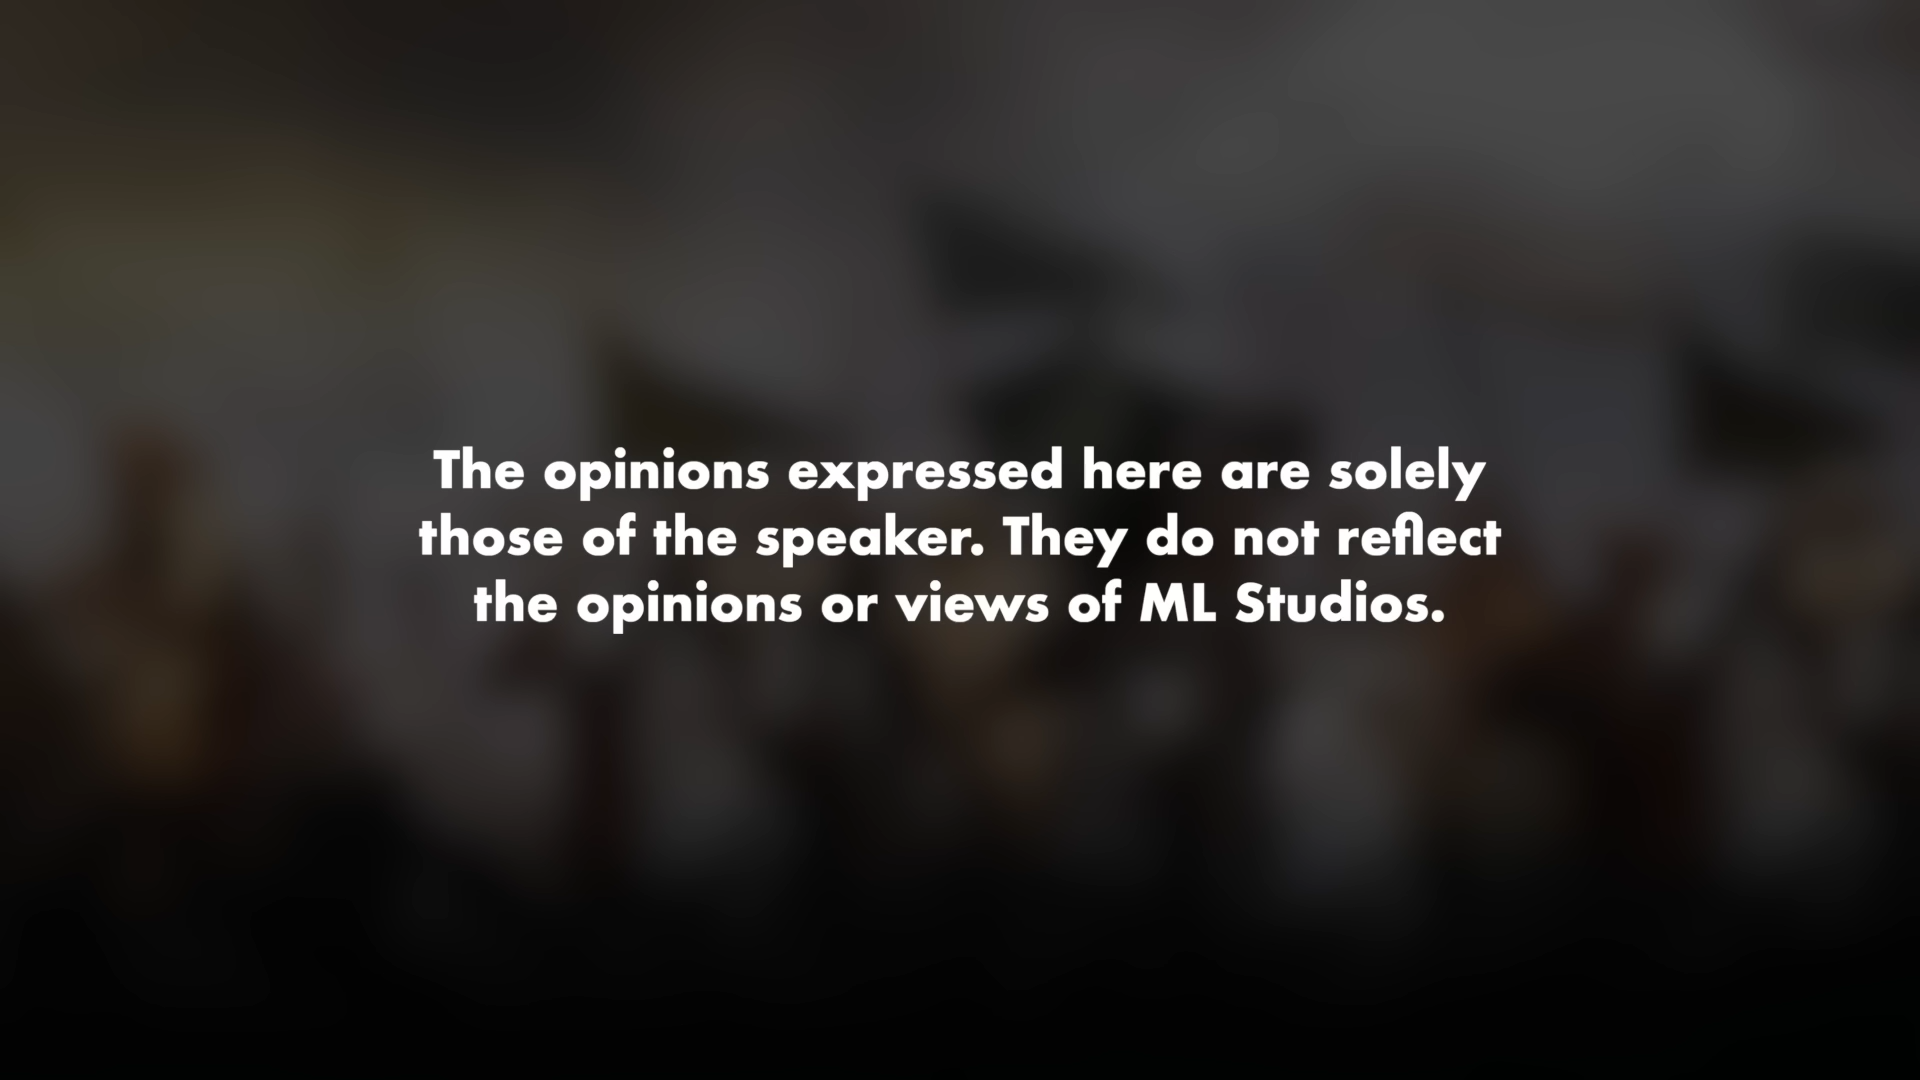 The opinions expressed here are solely
those of the speaker. They do not reflect
the opinions or views of ML Studios.